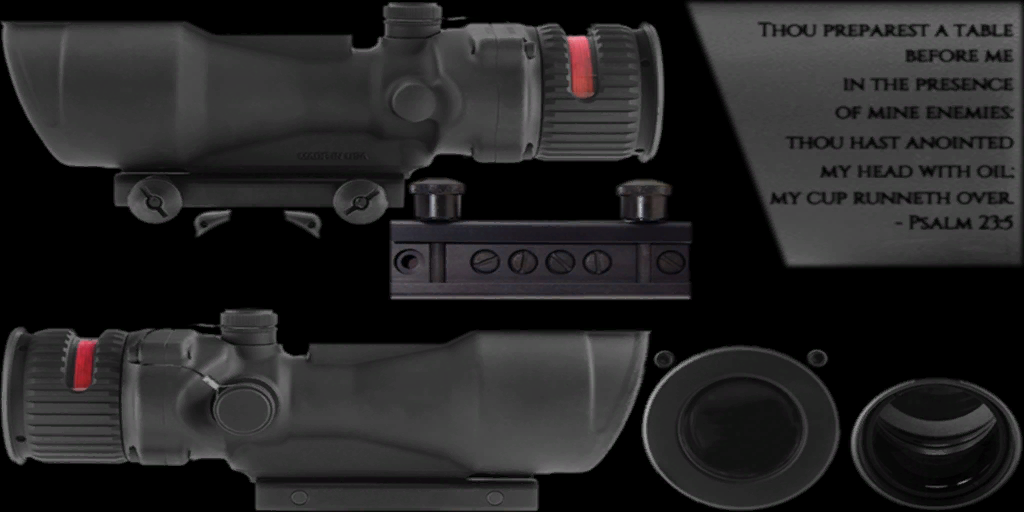 THOU PREPAREST A TABLE
BEFORE ME
IN THE PRESENCE
OF MINE ENEMIES:
THOU HAST ANOINTED
MY HEAD WITH OIL;
MY CUP RUNNETH OVER.
- PSALM 23:5